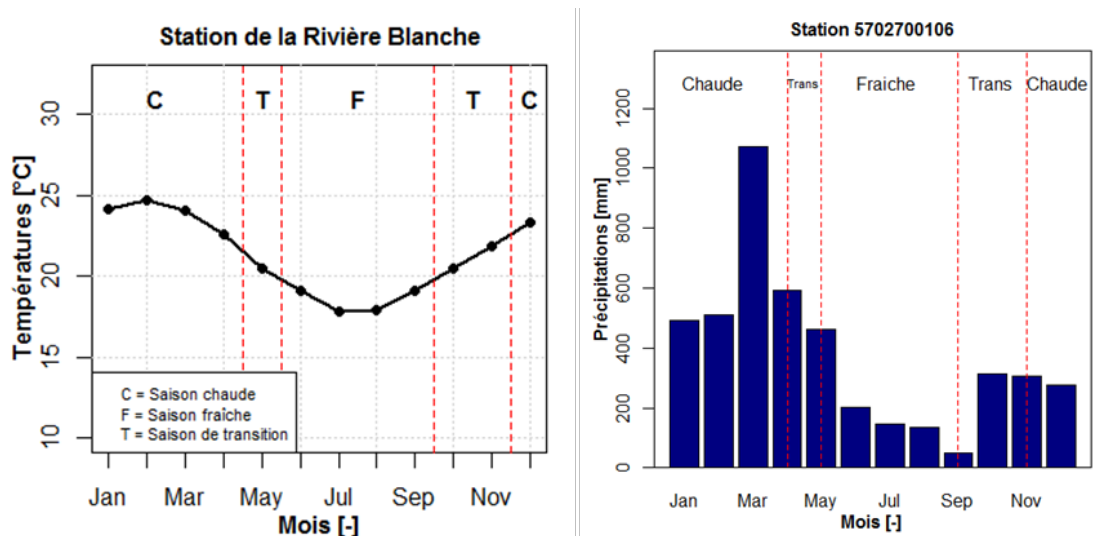 Station de la Rivière Blanche
C T F T C
Températures [°C]
30
25
20
15
10
C = Saison chaude
F = Saison fraîche
T = Saison de transition
Jan Mar May Jul Sep Nov
Mois [-]
Station 5702700106
Chaude Trans Fraiche Trans Chaude
Précipitations [mm]
1200
1000
800
600
400
200
0
Jan Mar May Jul Sep Nov
Mois [-]